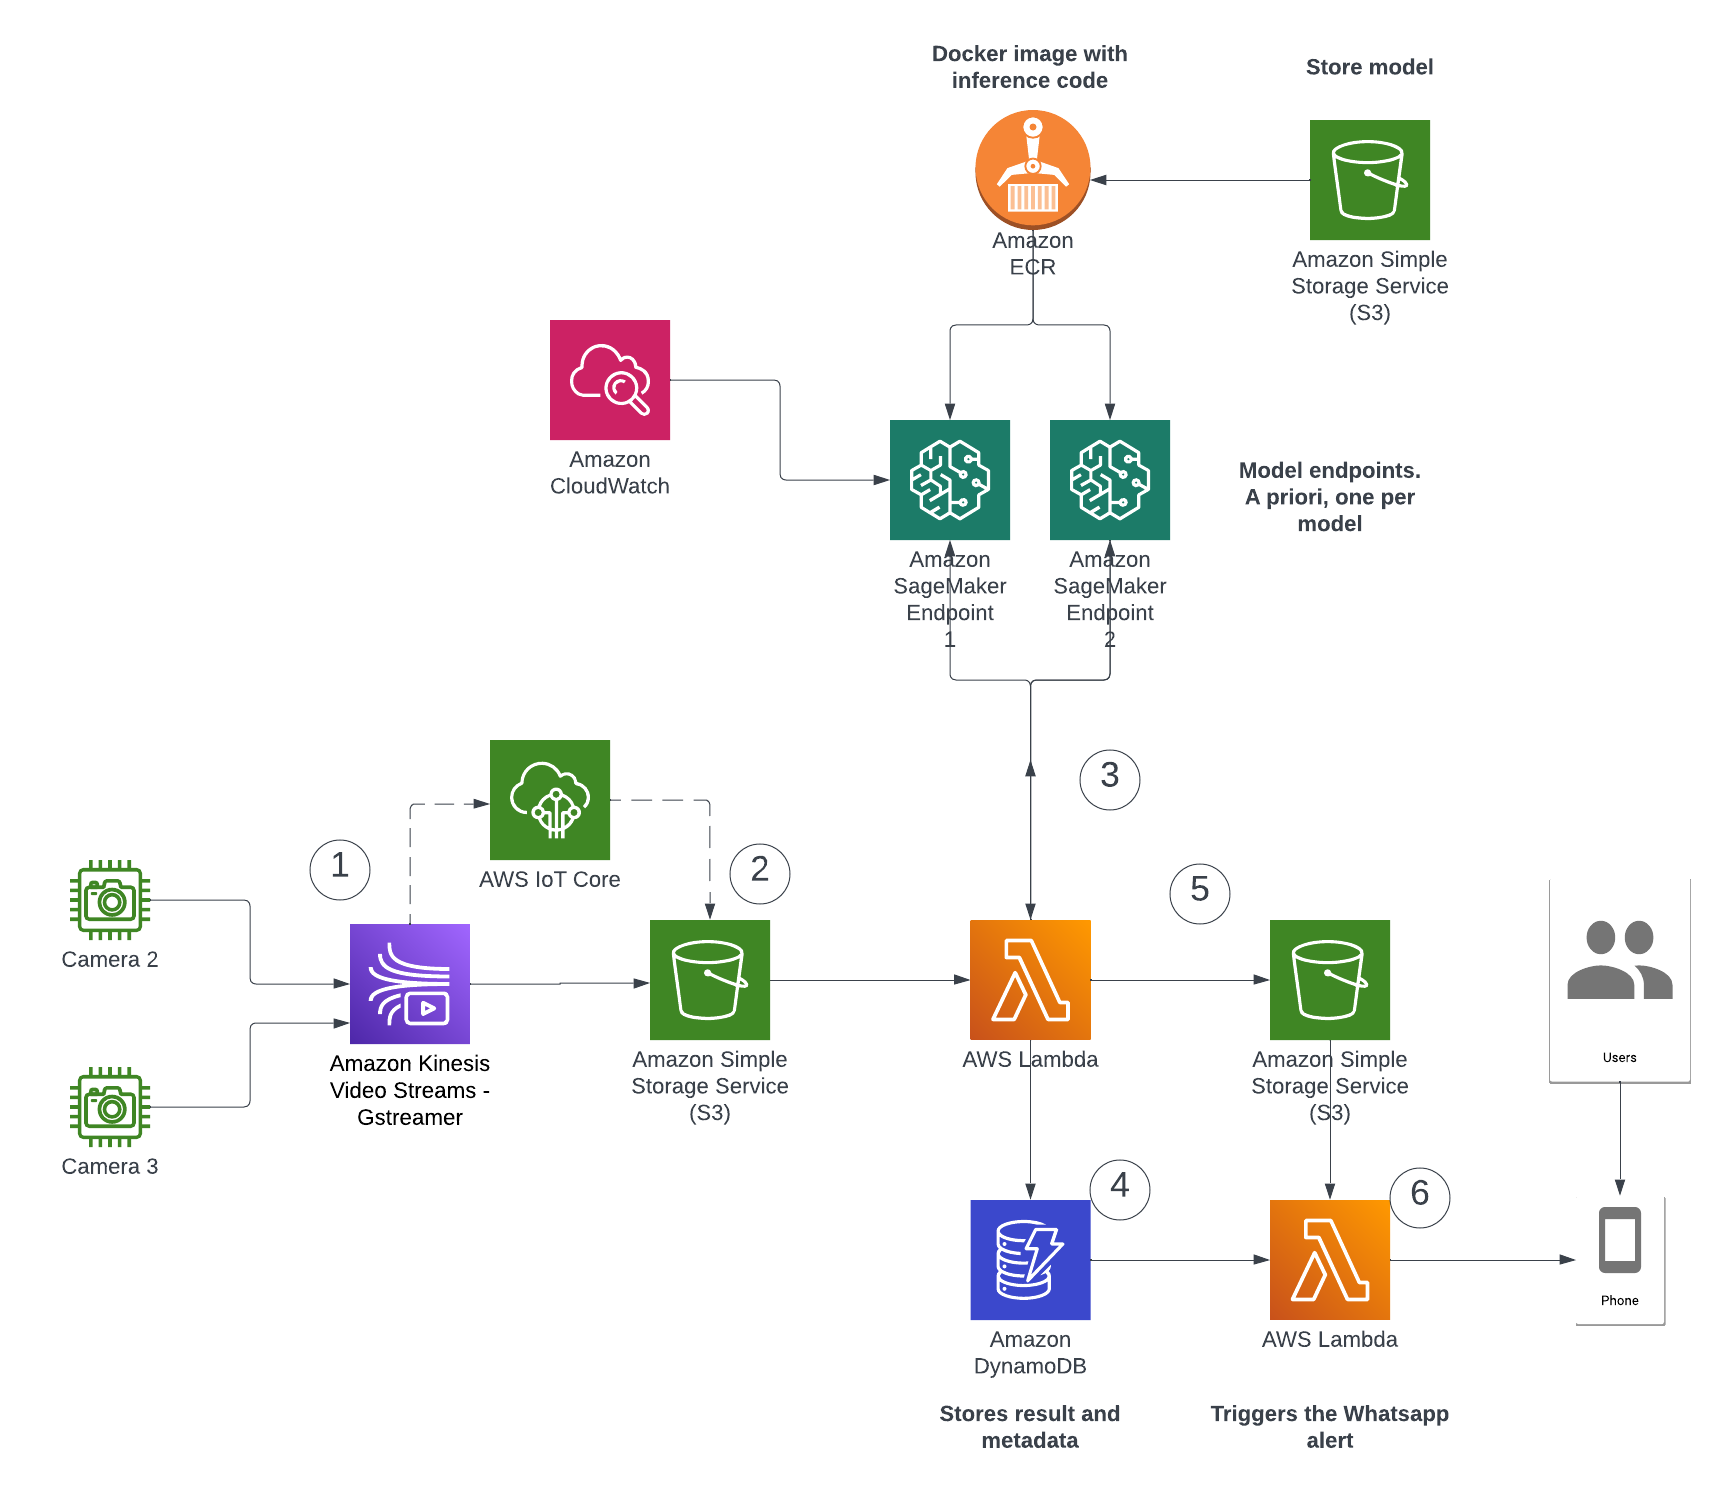 Docker image with
inference code
Store model
Amazon
ECR
Amazon Simple
Storage Service
(S3)
Amazon
CloudWatch
Model endpoints.
A priori, one per
model
Amazon
SageMaker
Endpoint
1
Amazon
SageMaker
Endpoint
2
3
AWS IoT Core
1
2
5
Camera 2
Amazon Kinesis
Video Streams -
Gstreamer
Amazon Simple
Storage Service
(S3)
AWS Lambda
Amazon Simple
Storage Service
(S3)
Users
Camera 3
4
6
Phone
Amazon
DynamoDB
AWS Lambda
Stores result and
metadata
Triggers the Whatsapp
alert